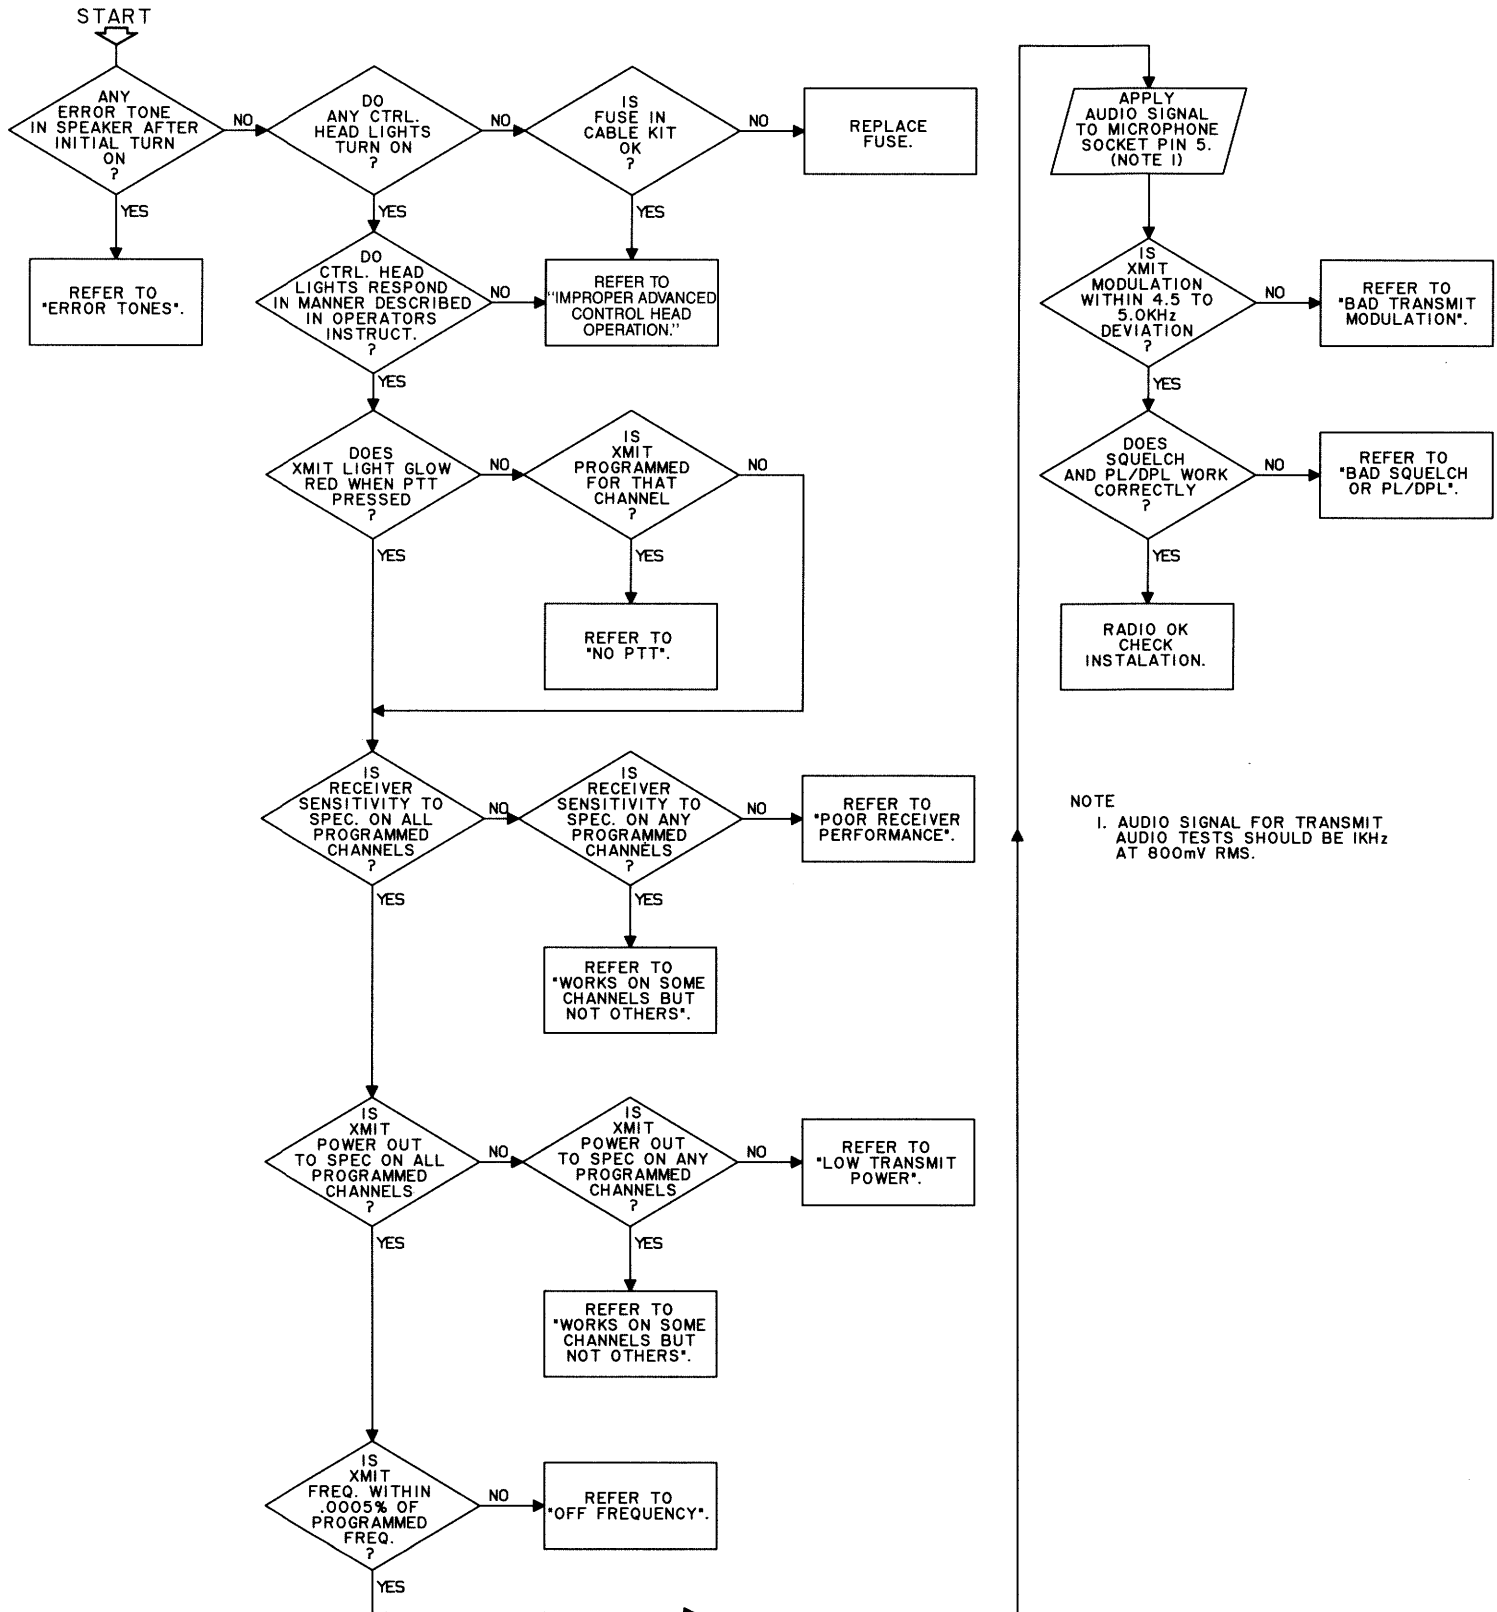 START
ANY
ERROR TONE
IN SPEAKER AFTER
INITIAL TURN
ON
?
NO
YES
REFER TO
"ERROR TONES".
DO
ANY CTRL.
HEAD LIGHTS
TURN ON
?
NO
YES
IS
FUSE IN
CABLE KIT
OK
?
NO
YES
REPLACE
FUSE.
DO
CTRL. HEAD
LIGHTS RESPOND
IN MANNER DESCRIBED
IN OPERATORS
INSTRUCT.
?
NO
YES
REFER TO
"IMPROPER ADVANCED
CONTROL HEAD
OPERATION."
DOES
XMIT LIGHT GLOW
RED WHEN PTT
PRESSED
?
NO
YES
IS
XMIT
PROGRAMMED
FOR THAT
CHANNEL
?
NO
YES
REFER TO
"NO PTT".
IS
RECEIVER
SENSITIVITY TO
SPEC. ON ALL
PROGRAMMED
CHANNELS
?
NO
YES
IS
RECEIVER
SENSITIVITY TO
SPEC. ON ANY
PROGRAMMED
CHANNELS
?
NO
YES
REFER TO
"POOR RECEIVER
PERFORMANCE".
REFER TO
"WORKS ON SOME
CHANNELS BUT
NOT OTHERS".
IS
XMIT
POWER OUT
TO SPEC ON ALL
PROGRAMMED
CHANNELS
?
NO
YES
IS
XMIT
POWER OUT
TO SPEC ON ANY
PROGRAMMED
CHANNELS
?
NO
YES
REFER TO
"LOW TRANSMIT
POWER".
REFER TO
"WORKS ON SOME
CHANNELS BUT
NOT OTHERS".
IS
XMIT
FREQ. WITHIN
.0005% OF
PROGRAMMED
FREQ.
?
NO
YES
REFER TO
"OFF FREQUENCY".
APPLY
AUDIO SIGNAL
TO MICROPHONE
SOCKET PIN 5.
(NOTE 1)
IS
XMIT
MODULATION
WITHIN 4.5 TO
5.0KHz
DEVIATION
?
NO
YES
REFER TO
"BAD TRANSMIT
MODULATION".
DOES
SQUELCH
AND PL/DPL WORK
CORRECTLY
?
NO
YES
REFER TO
"BAD SQUELCH
OR PL/DPL".
RADIO OK
CHECK
INSTALATION.
NOTE
1. AUDIO SIGNAL FOR TRANSMIT
AUDIO TESTS SHOULD BE 1KHz
AT 800mV RMS.